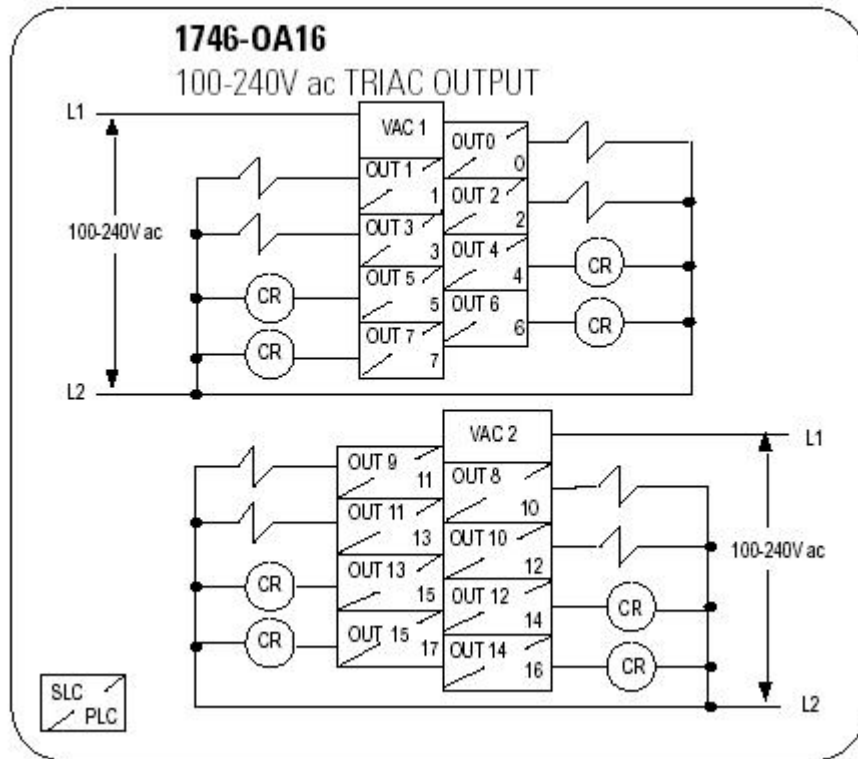 1746-OA16
100-240V ac TRIAC OUTPUT
L1
VAC 1
OUT0
0
OUT 1
1
OUT 2
2
OUT 3
3
100-240V ac
OUT 4
4
CR
OUT 5
5
CR
OUT 6
6
CR
OUT 7
7
CR
L2
VAC 2
L1
OUT 9
11
OUT 8
10
OUT 11
13
OUT 10
12
100-240V ac
OUT 13
15
CR
OUT 12
14
CR
OUT 15
17
CR
OUT 14
16
CR
SLC
PLC
L2